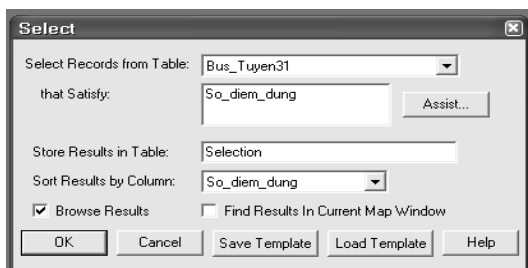 Select
Select Records from Table: Bus_Tuyen31
that Satisfy: So_diem_dung
Assist...
Store Results in Table: Selection
Sort Results by Column: So_diem_dung
Browse Results Find Results In Current Map Window
OK Cancel Save Template Load Template Help